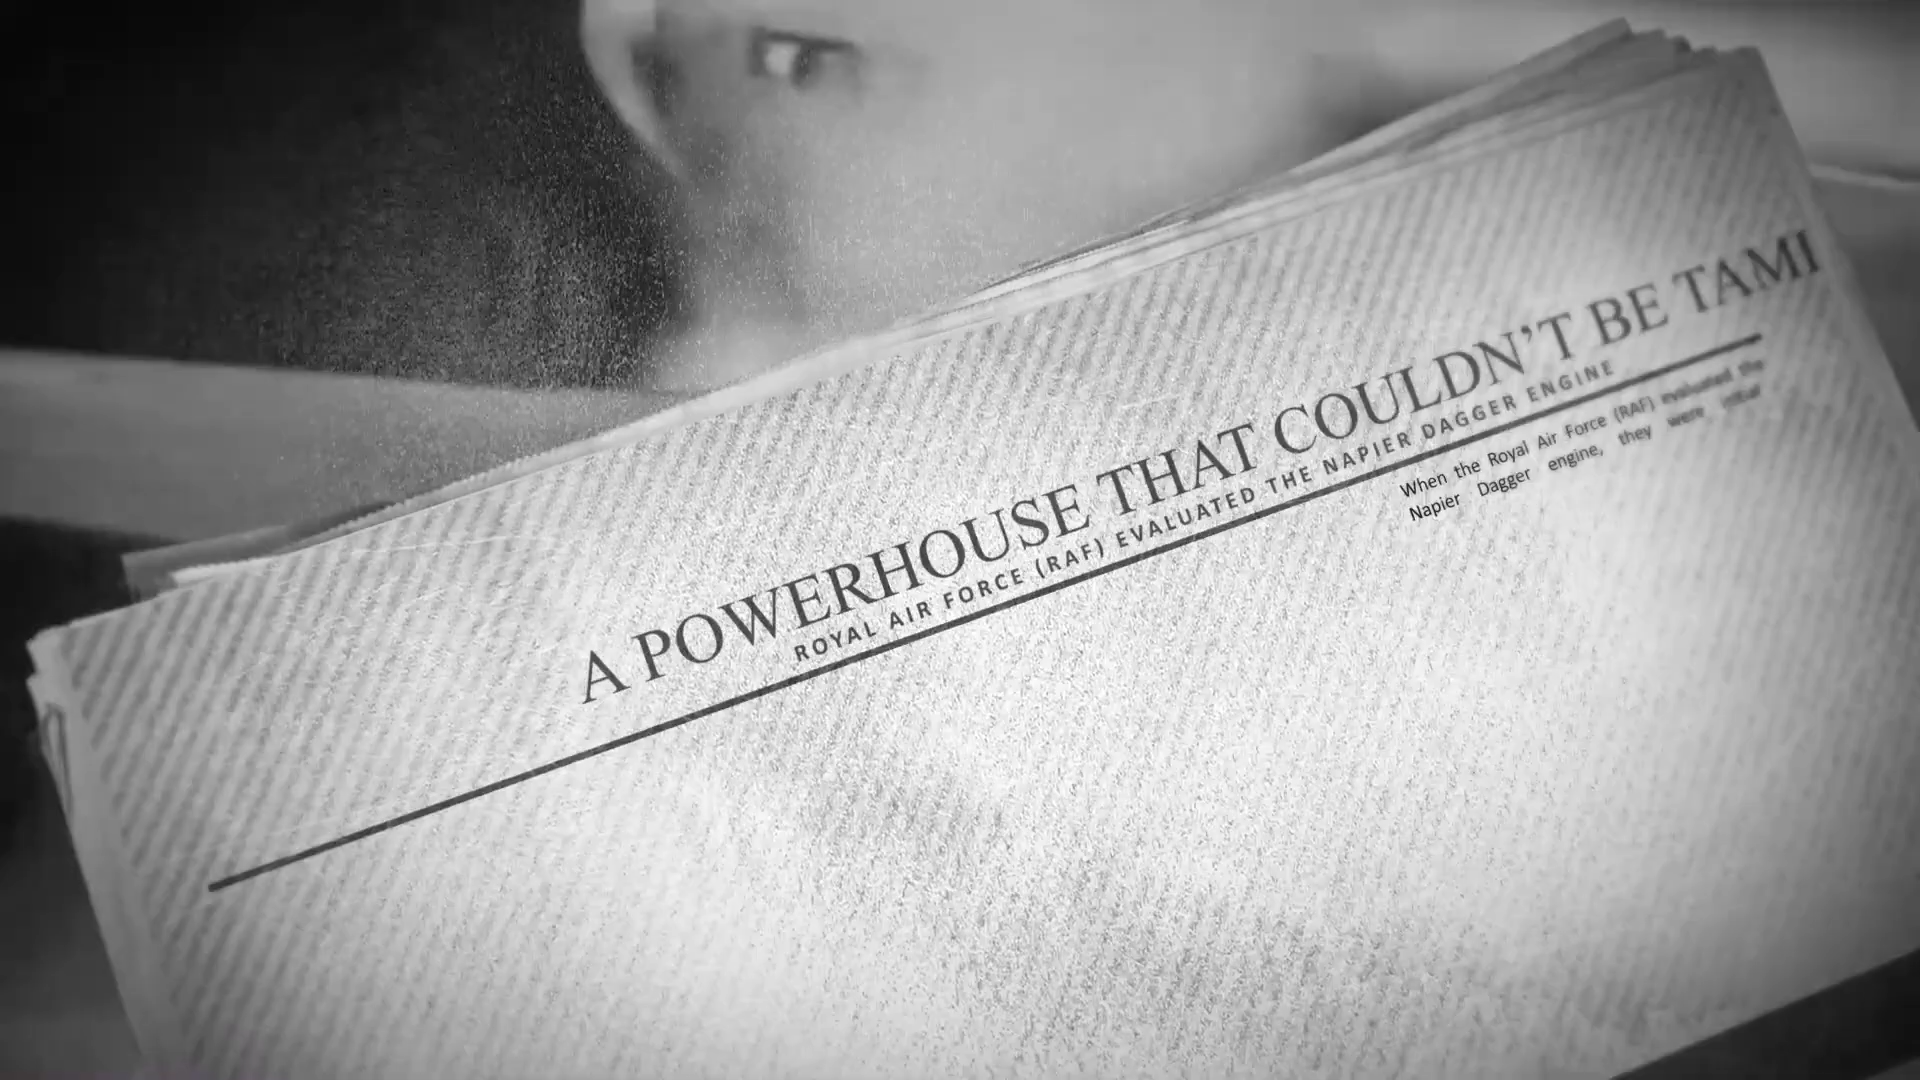 A POWERHOUSE THAT COULDN'T BE TAMI
ROYAL AIR FORCE (RAF) EVALUATED THE NAPIER DAGGER ENGINE
When the Royal Air Force (RAF) evaluated the
Napier Dagger engine, they were initial